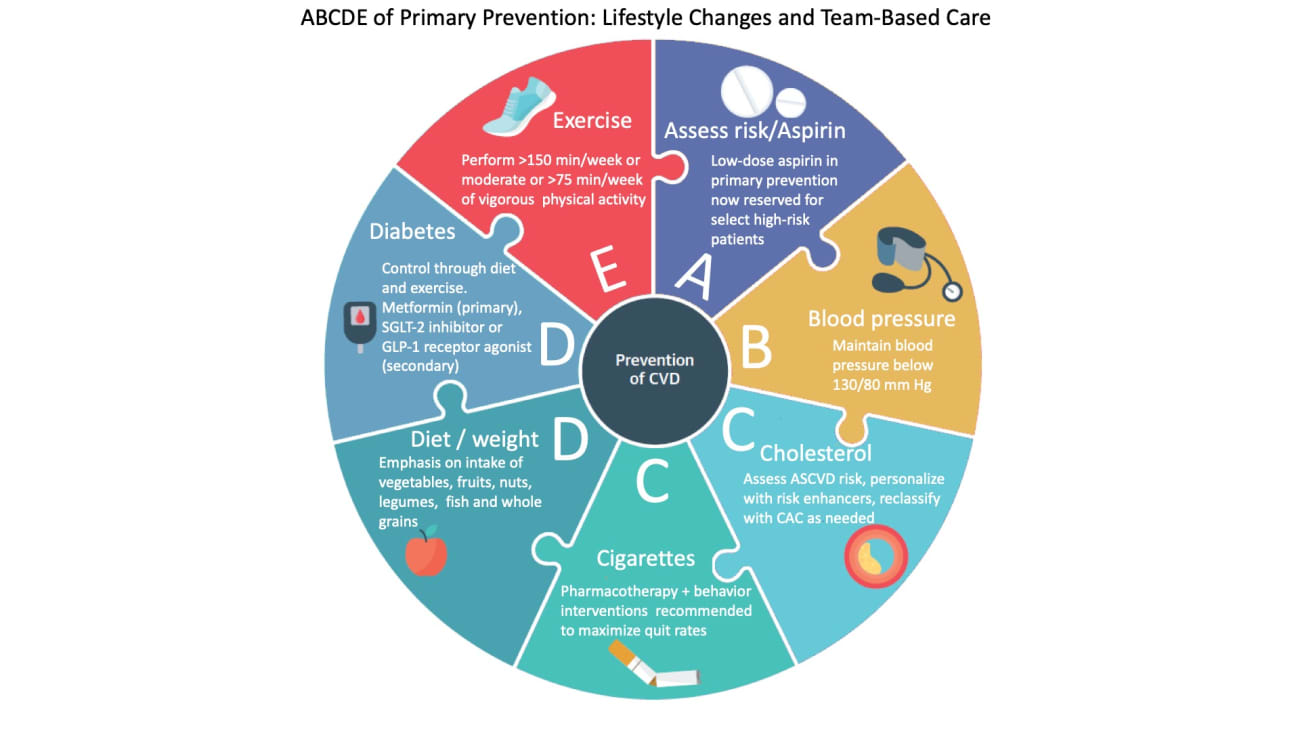 ABCDE of Primary Prevention: Lifestyle Changes and Team-Based Care
Assess risk/Aspirin
Low-dose aspirin in
primary prevention
now reserved for
select high-risk
patients
A
Blood pressure
Maintain blood
pressure below
130/80 mm Hg
B
C
Cholesterol
Assess ASCVD risk, personalize
with risk enhancers, reclassify
with CAC as needed
C
Cigarettes
Pharmacotherapy + behavior
interventions recommended
to maximize quit rates
D
Diet / weight
Emphasis on intake of
vegetables, fruits, nuts,
legumes, fish and whole
grains
Diabetes
Control through diet
and exercise.
Metformin (primary),
SGLT-2 inhibitor or
GLP-1 receptor agonist
(secondary)
D
Exercise
Perform >150 min/week or
moderate or >75 min/week
of vigorous physical activity
E
Prevention
of CVD